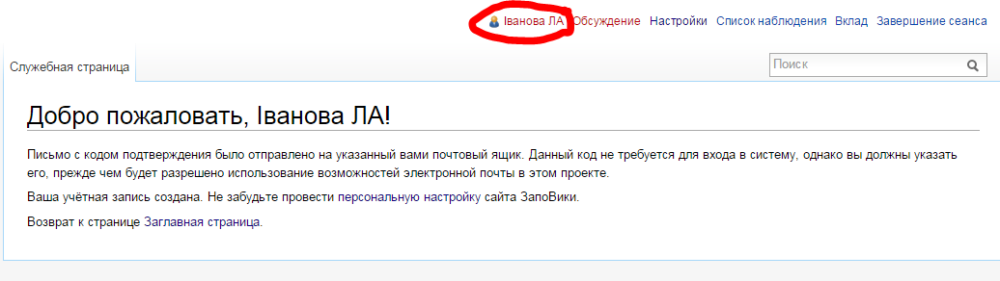 Іванова ЛА Обсуждение Настройки Список наблюдения Вклад Завершение сеанса
Служебная страница
Поиск
Добро пожаловать, Іванова ЛА!
Письмо с кодом подтверждения было отправлено на указанный вами почтовый ящик. Данный код не требуется для входа в систему, однако вы должны указать
его, прежде чем будет разрешено использование возможностей электронной почты в этом проекте.
Ваша учётная запись создана. Не забудьте провести персональную настройку сайта ЗапоВики.
Возврат к странице Заглавная страница.